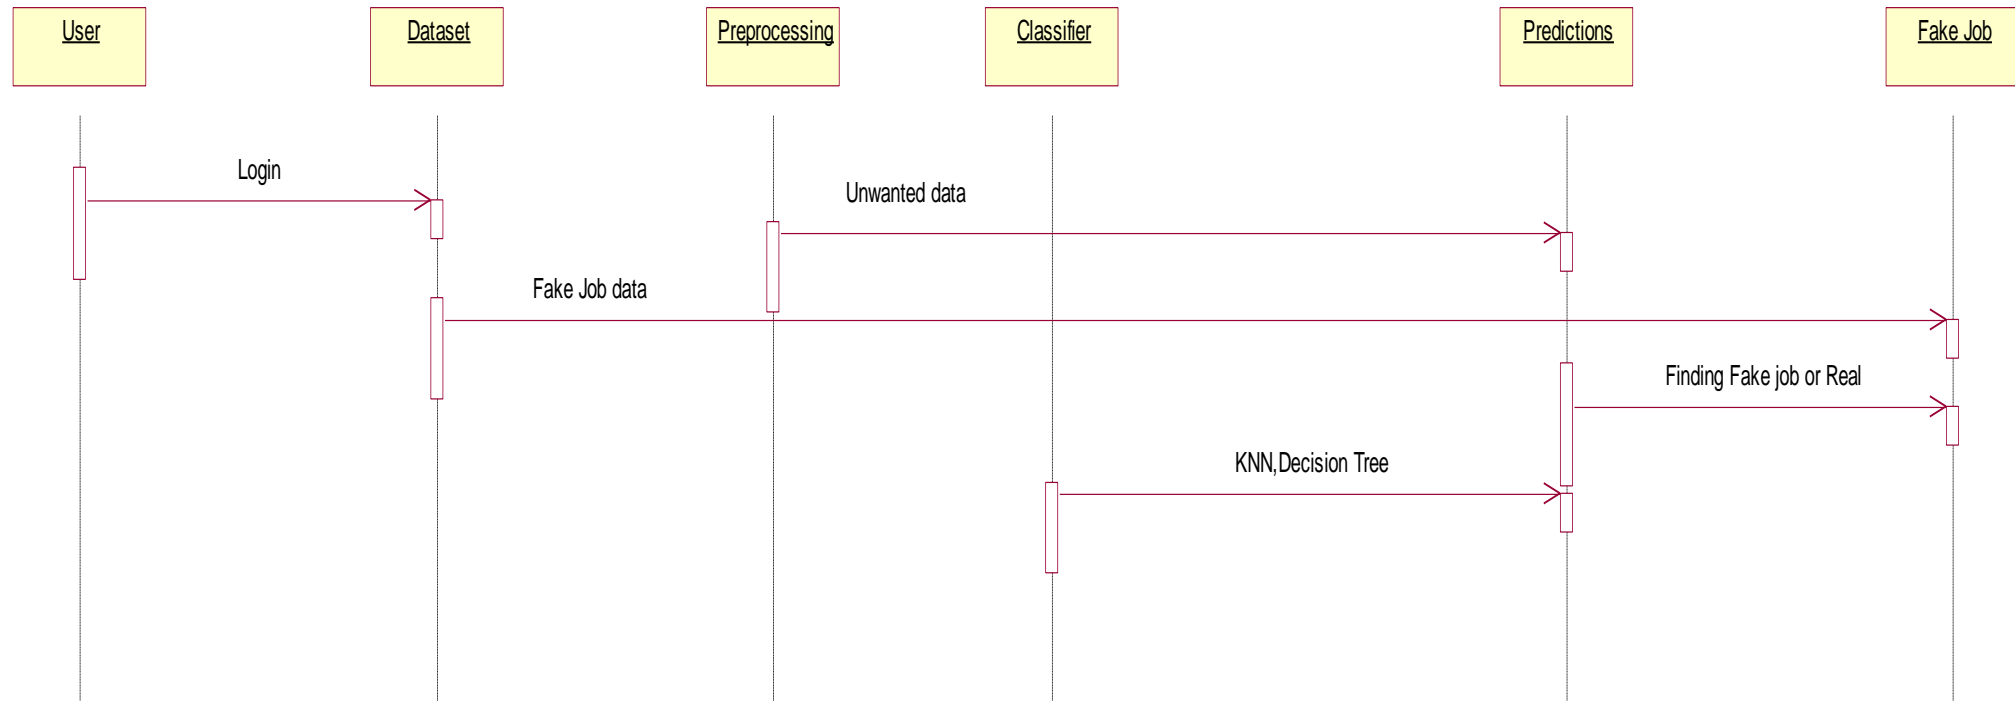 User
Dataset
Preprocessing
Classifier
Predictions
Fake Job
Login
Unwanted data
Fake Job data
Finding Fake job or Real
KNN,Decision Tree